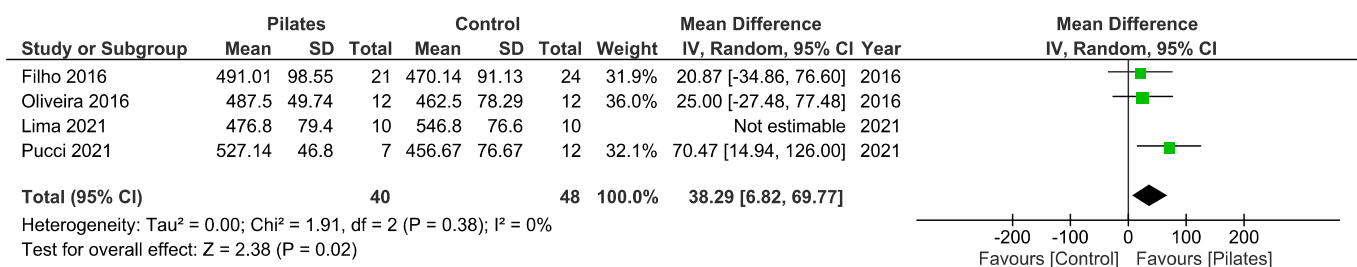 Pilates Control Mean Difference Mean Difference
Study or Subgroup Mean SD Total Mean SD Total Weight IV, Random, 95% CI Year IV, Random, 95% CI
Filho 2016 491.01 98.55 21 470.14 91.13 24 31.9% 20.87 [-34.86, 76.60] 2016
Oliveira 2016 487.5 49.74 12 462.5 78.29 12 36.0% 25.00 [-27.48, 77.48] 2016
Lima 2021 476.8 79.4 10 546.8 76.6 10 Not estimable 2021
Pucci 2021 527.14 46.8 7 456.67 76.67 12 32.1% 70.47 [14.94, 126.00] 2021
Total (95% CI) 40 48 100.0% 38.29 [6.82, 69.77]
Heterogeneity: Tau² = 0.00; Chi² = 1.91, df = 2 (P = 0.38); I² = 0%
Test for overall effect: Z = 2.38 (P = 0.02)
-200 -100 0 100 200
Favours [Control] Favours [Pilates]